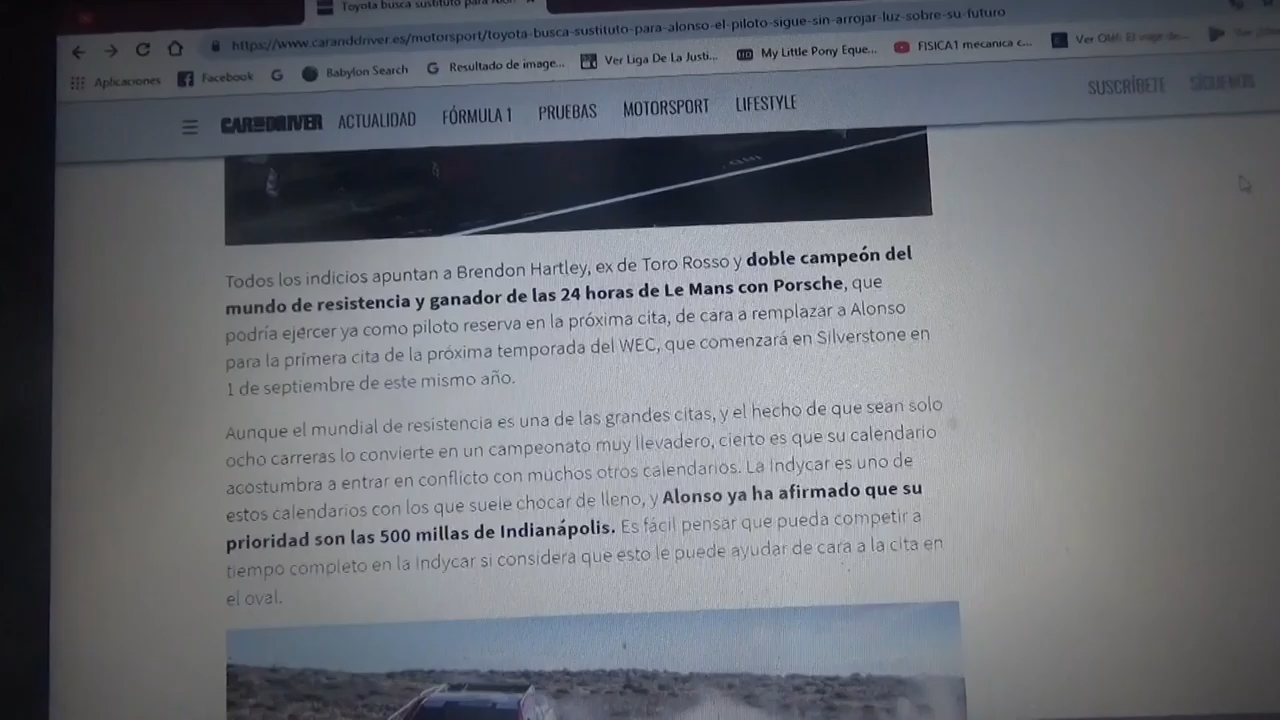 Toyota busca sustituto para
https://www.caranddriver.es/motorsport/toyota-busca-sustituto-para-alonso-el-piloto-sigue-sin-arrojar-luz-sobre-su-futuro
Aplicaciones Facebook Babylon Search Resultado de image... Ver Liga De La Justi... My Little Pony Eque... FISICA1 mecanica c... Ver Olé! El viaje de...
CAR AND DRIVER ACTUALIDAD FÓRMULA 1 PRUEBAS MOTORSPORT LIFESTYLE SUSCRÍBETE SÍGUENOS
Todos los indicios apuntan a Brendon Hartley, ex de Toro Rosso y doble campeón del
mundo de resistencia y ganador de las 24 horas de Le Mans con Porsche, que
podría ejercer ya como piloto reserva en la próxima cita, de cara a remplazar a Alonso
para la primera cita de la próxima temporada del WEC, que comenzará en Silverstone en
1 de septiembre de este mismo año.
Aunque el mundial de resistencia es una de las grandes citas, y el hecho de que sean solo
ocho carreras lo convierte en un campeonato muy llevadero, cierto es que su calendario
acostumbra a entrar en conflicto con muchos otros calendarios. La Indycar es uno de
estos calendarios con los que suele chocar de lleno, y Alonso ya ha afirmado que su
prioridad son las 500 millas de Indianápolis. Es fácil pensar que pueda competir a
tiempo completo en la Indycar si considera que esto le puede ayudar de cara a la cita en
el oval.